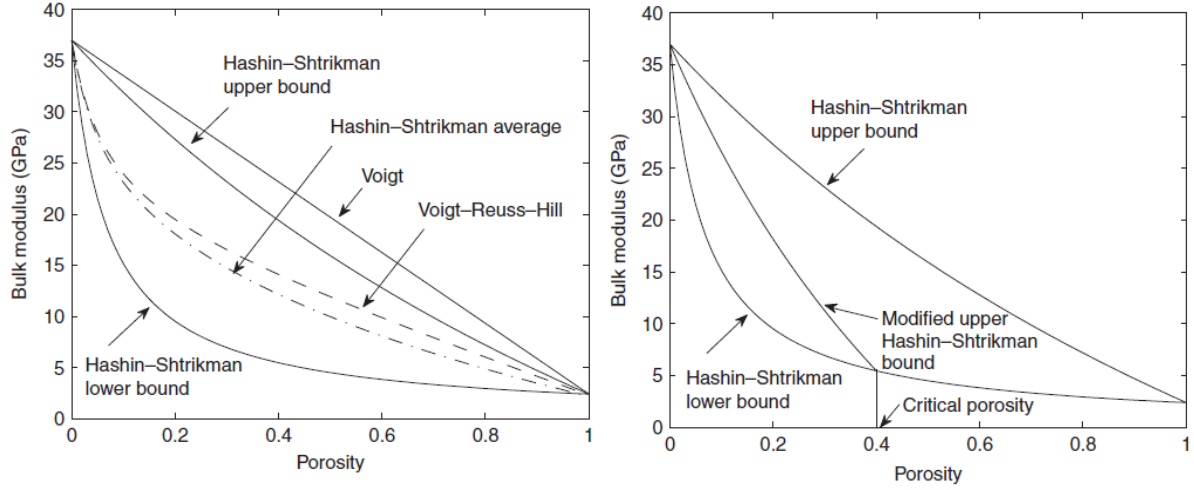 40
35
30
25
20
15
10
5
0
Bulk modulus (GPa)
Hashin–Shtrikman
upper bound
Hashin–Shtrikman average
Voigt
Voigt–Reuss–Hill
Hashin–Shtrikman
lower bound
0 0.2 0.4 0.6 0.8 1
Porosity
40
35
30
25
20
15
10
5
0
Bulk modulus (GPa)
Hashin–Shtrikman
upper bound
Modified upper
Hashin–Shtrikman
bound
Hashin–Shtrikman
lower bound
Critical porosity
0 0.2 0.4 0.6 0.8 1
Porosity